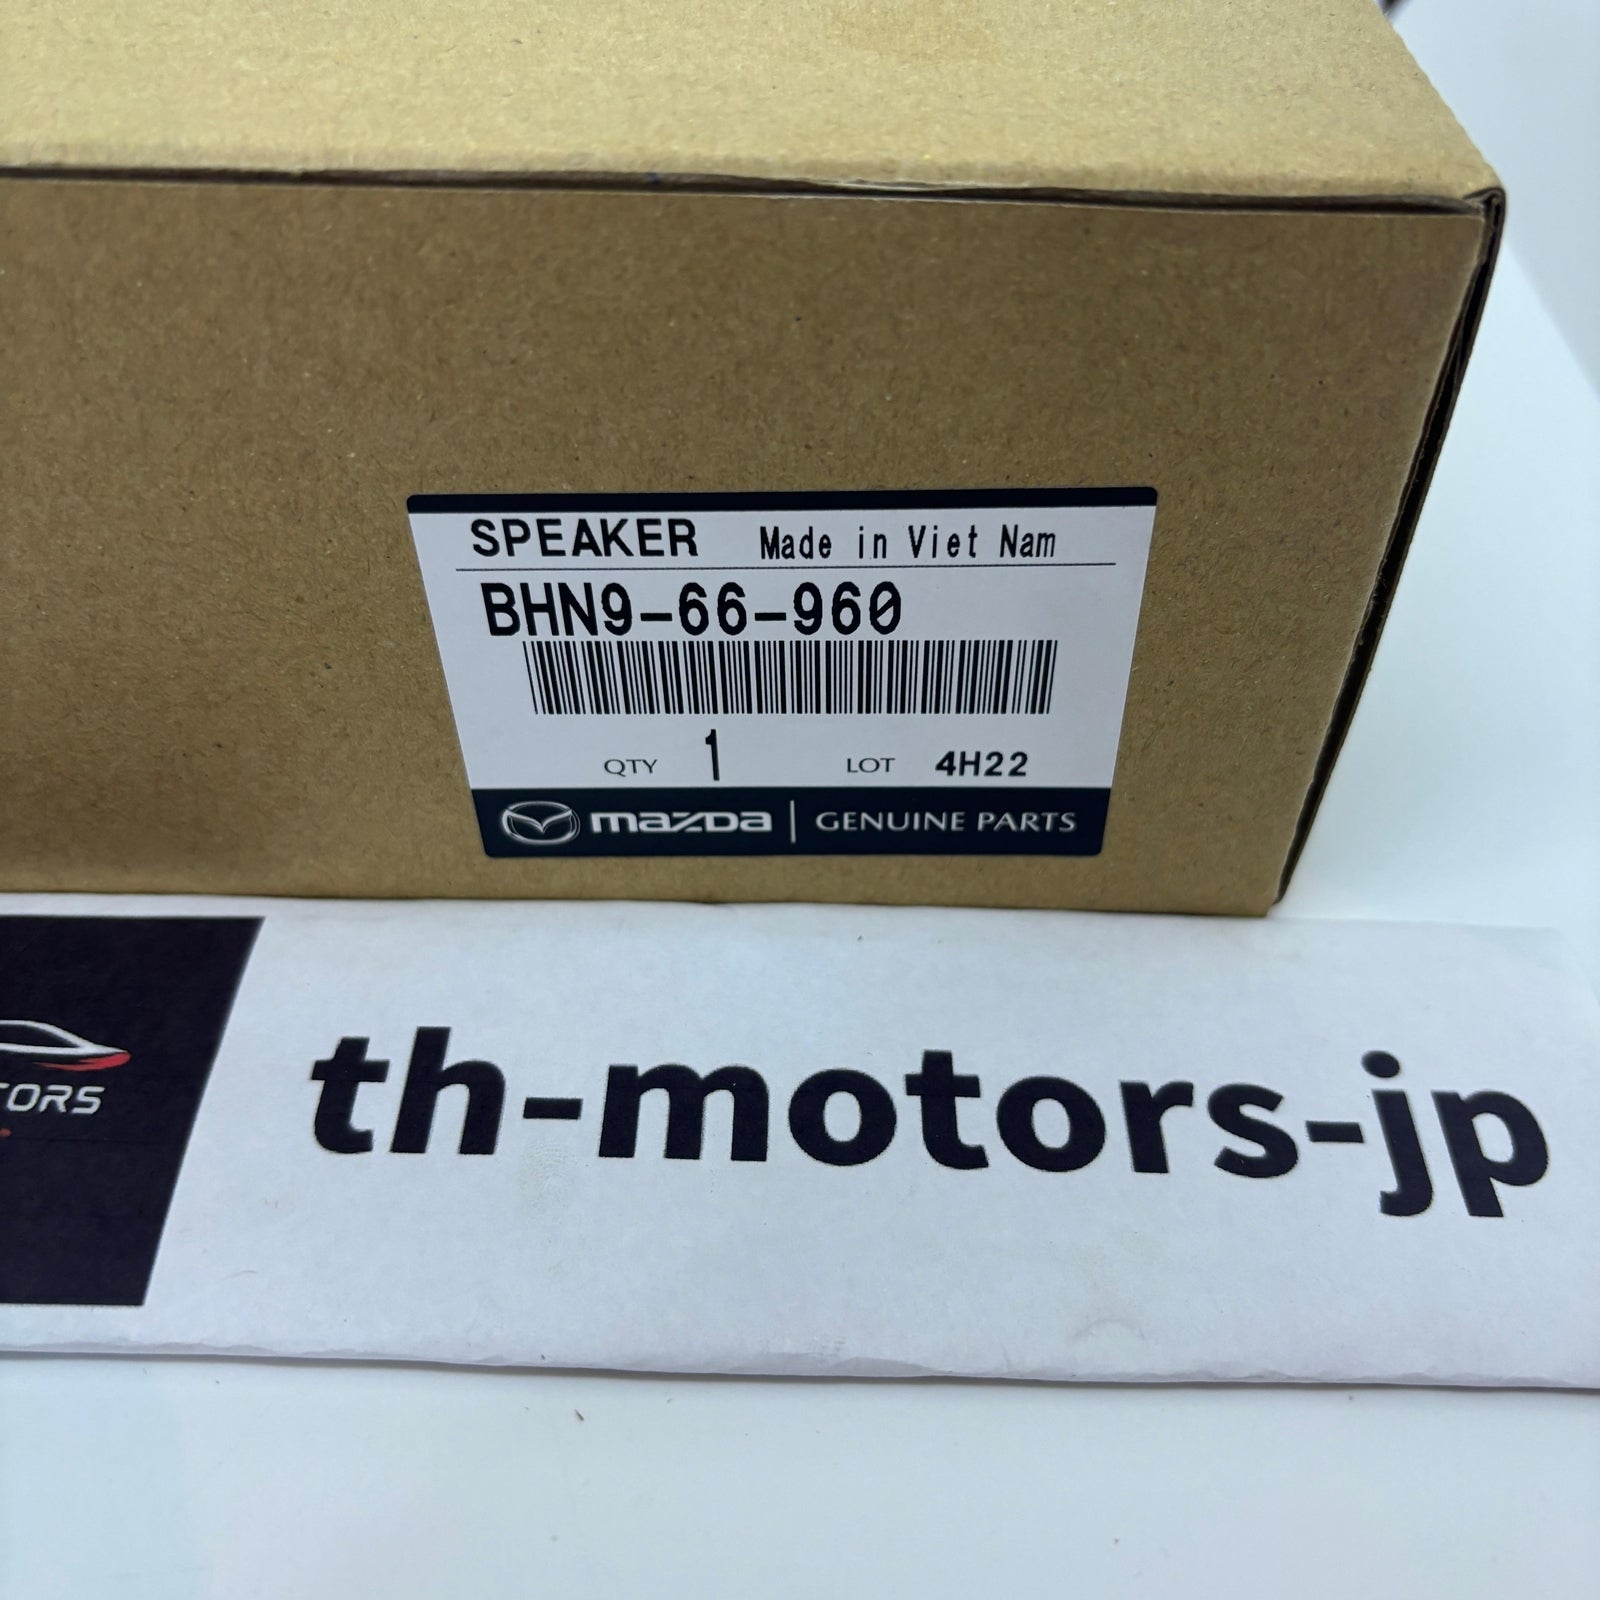 SPEAKER Made in Viet Nam
BHN9-66-960
QTY 1 LOT 4H22
mazda | GENUINE PARTS
TORS
th-motors-jp